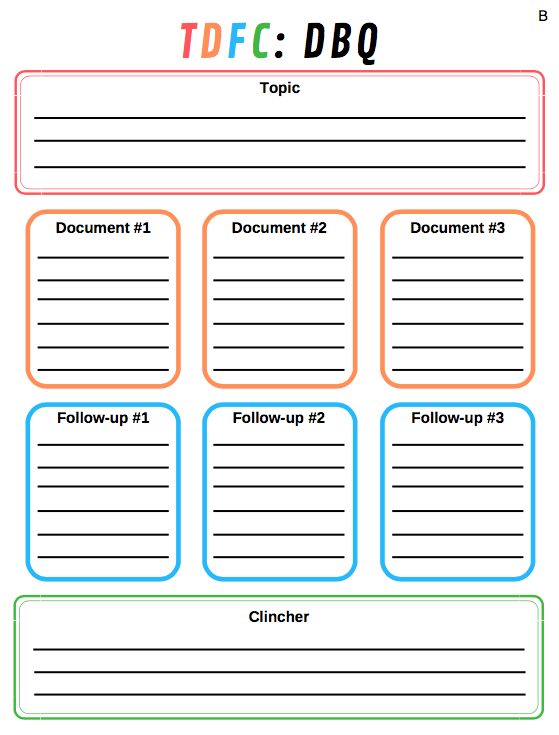 B
TDFC: DBQ
Topic
Document #1
Document #2
Document #3
Follow-up #1
Follow-up #2
Follow-up #3
Clincher